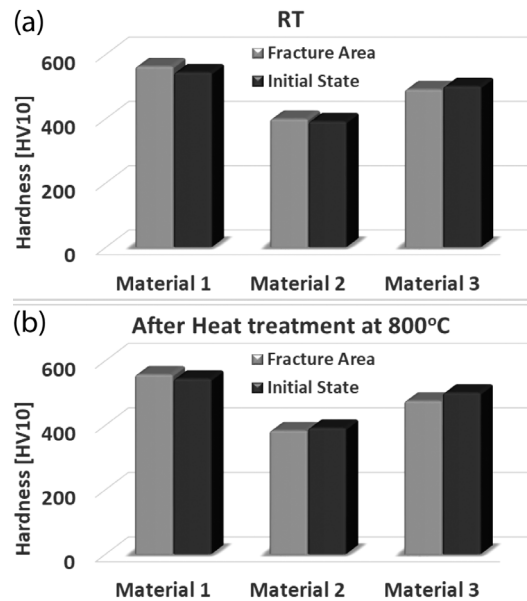 (a)
RT
Fracture Area
Initial State
Hardness [HV10]
600
400
200
0
Material 1 Material 2 Material 3
(b)
After Heat treatment at 800°C
Fracture Area
Initial State
Hardness [HV10]
600
400
200
0
Material 1 Material 2 Material 3